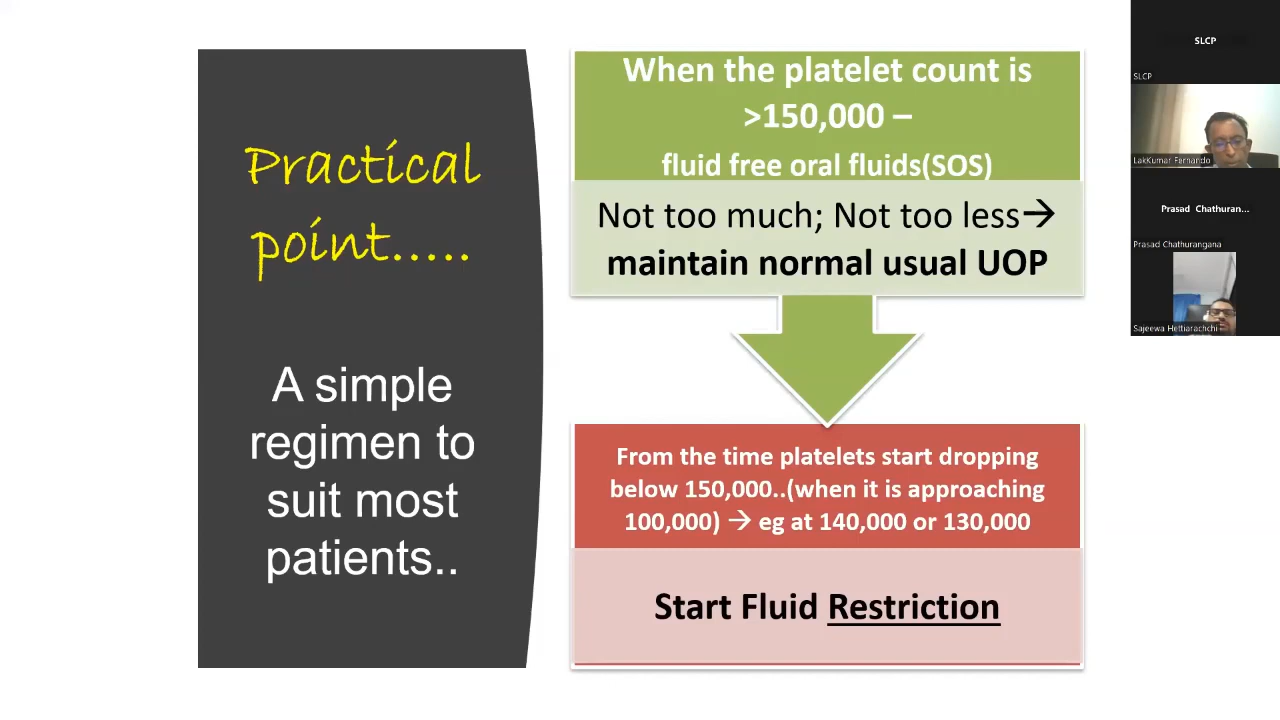 Practical
point.....
A simple
regimen to
suit most
patients..
When the platelet count is
>150,000 –
fluid free oral fluids(SOS)
Not too much; Not too less→
maintain normal usual UOP
From the time platelets start dropping
below 150,000..(when it is approaching
100,000) → eg at 140,000 or 130,000
Start Fluid Restriction
SLCP
SLCP
LakKumar Fernando
Prasad Chathuran...
Prasad Chathurangana
Sajeewa Hettiarachchi